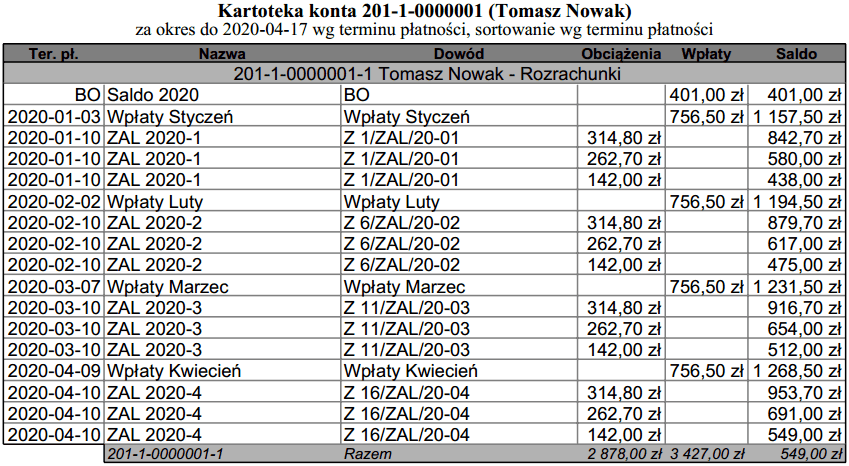 Kartoteka konta 201-1-0000001 (Tomasz Nowak)
za okres do 2020-04-17 wg terminu płatności, sortowanie wg terminu płatności
Ter. pł. Nazwa Dowód Obciążenia Wpłaty Saldo
201-1-0000001-1 Tomasz Nowak - Rozrachunki
BO Saldo 2020 BO 401,00 zł 401,00 zł
2020-01-03 Wpłaty Styczeń Wpłaty Styczeń 756,50 zł 1 157,50 zł
2020-01-10 ZAL 2020-1 Z 1/ZAL/20-01 314,80 zł 842,70 zł
2020-01-10 ZAL 2020-1 Z 1/ZAL/20-01 262,70 zł 580,00 zł
2020-01-10 ZAL 2020-1 Z 1/ZAL/20-01 142,00 zł 438,00 zł
2020-02-02 Wpłaty Luty Wpłaty Luty 756,50 zł 1 194,50 zł
2020-02-10 ZAL 2020-2 Z 6/ZAL/20-02 314,80 zł 879,70 zł
2020-02-10 ZAL 2020-2 Z 6/ZAL/20-02 262,70 zł 617,00 zł
2020-02-10 ZAL 2020-2 Z 6/ZAL/20-02 142,00 zł 475,00 zł
2020-03-07 Wpłaty Marzec Wpłaty Marzec 756,50 zł 1 231,50 zł
2020-03-10 ZAL 2020-3 Z 11/ZAL/20-03 314,80 zł 916,70 zł
2020-03-10 ZAL 2020-3 Z 11/ZAL/20-03 262,70 zł 654,00 zł
2020-03-10 ZAL 2020-3 Z 11/ZAL/20-03 142,00 zł 512,00 zł
2020-04-09 Wpłaty Kwiecień Wpłaty Kwiecień 756,50 zł 1 268,50 zł
2020-04-10 ZAL 2020-4 Z 16/ZAL/20-04 314,80 zł 953,70 zł
2020-04-10 ZAL 2020-4 Z 16/ZAL/20-04 262,70 zł 691,00 zł
2020-04-10 ZAL 2020-4 Z 16/ZAL/20-04 142,00 zł 549,00 zł
201-1-0000001-1 Razem 2 878,00 zł 3 427,00 zł 549,00 zł